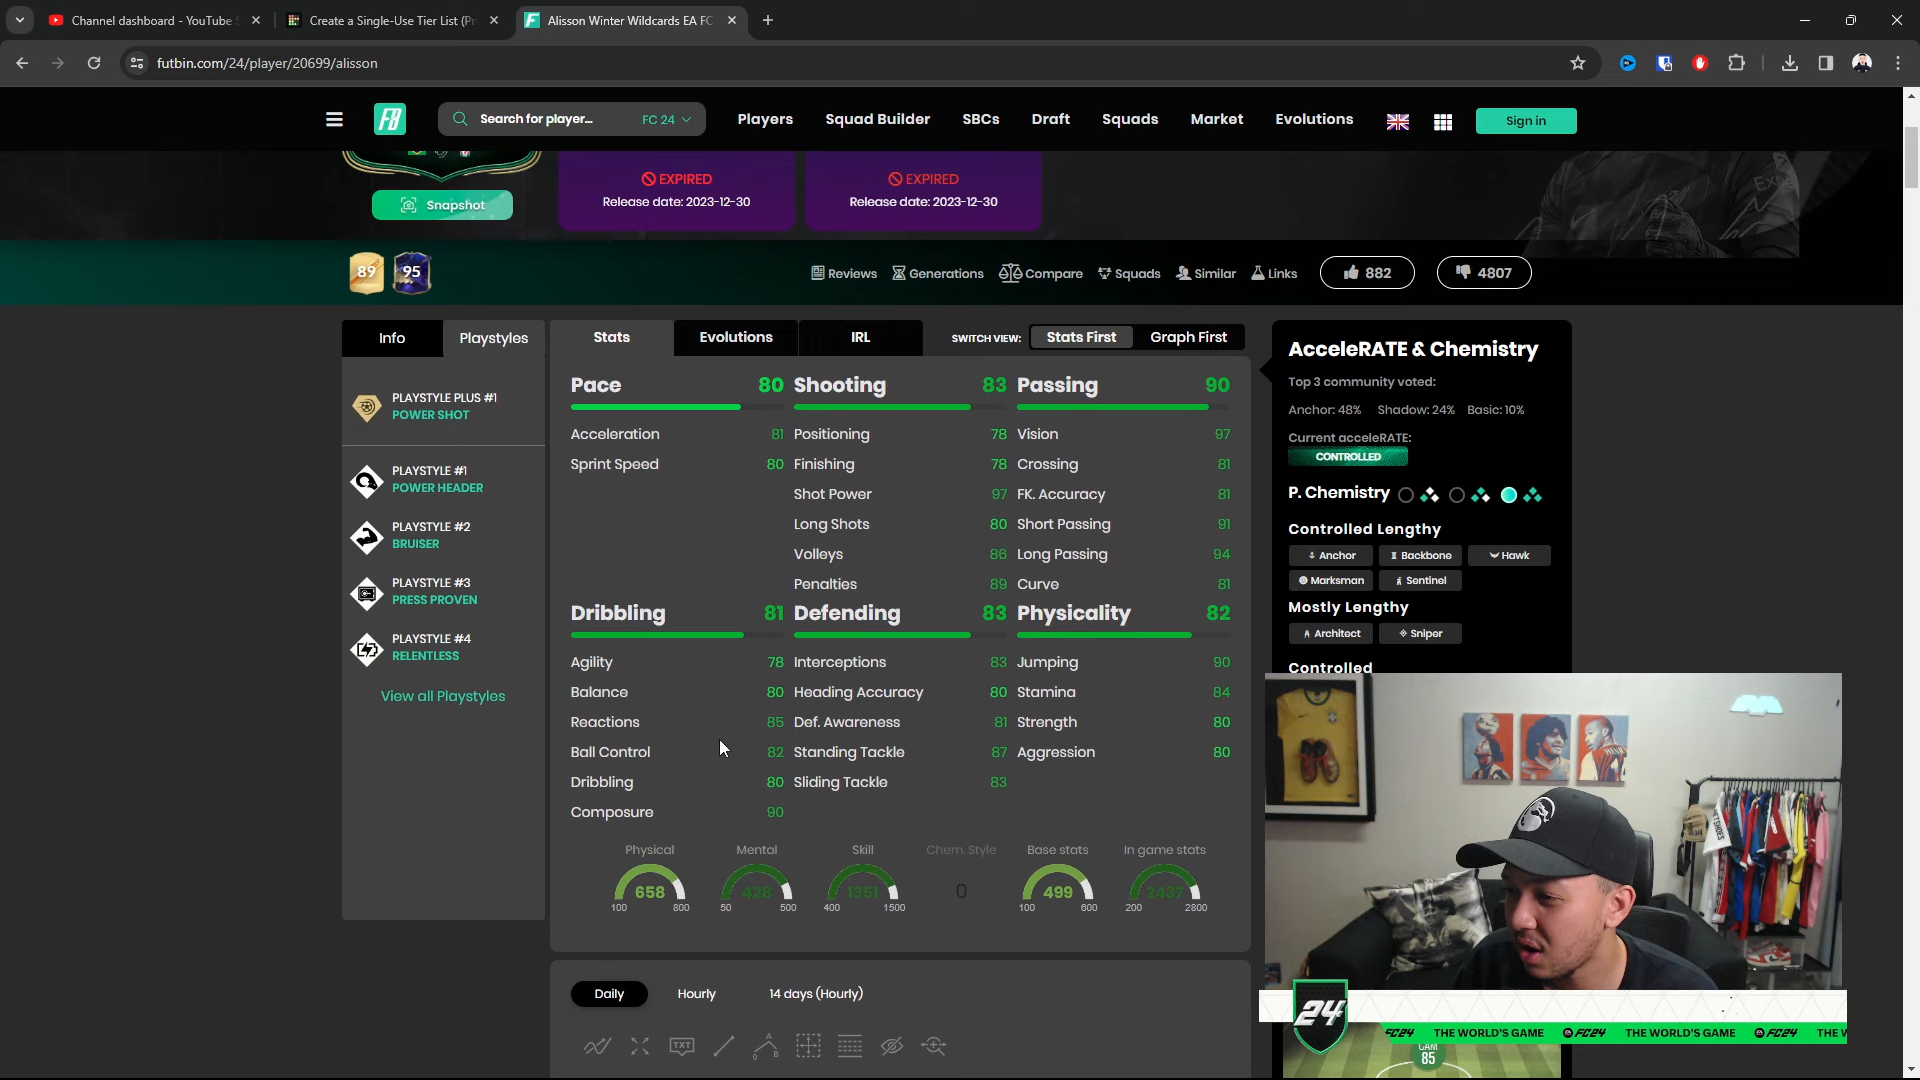 Channel dashboard - YouTube
Create a Single-Use Tier List (Pr
Alisson Winter Wildcards EA FC
futbin.com/24/player/20699/alisson
Search for player...
FC 24
Players
Squad Builder
SBCs
Draft
Squads
Market
Evolutions
Sign in
EXPIRED
EXPIRED
Snapshot
Release date: 2023-12-30
Release date: 2023-12-30
89
95
Reviews
Generations
Compare
Squads
Similar
Links
882
4807
Info
Playstyles
Stats
Evolutions
IRL
SWITCH VIEW:
Stats First
Graph First
PLAYSTYLE PLUS #1
POWER SHOT
PLAYSTYLE #1
POWER HEADER
PLAYSTYLE #2
BRUISER
PLAYSTYLE #3
PRESS PROVEN
PLAYSTYLE #4
RELENTLESS
View all Playstyles
Pace 80
Acceleration 81
Sprint Speed 80
Shooting 83
Positioning 78
Finishing 78
Shot Power 97
Long Shots 80
Volleys 86
Penalties 89
Passing 90
Vision 97
Crossing 81
FK. Accuracy 81
Short Passing 91
Long Passing 94
Curve 81
Dribbling 81
Agility 78
Balance 80
Reactions 85
Ball Control 82
Dribbling 80
Composure 90
Defending 83
Interceptions 83
Heading Accuracy 80
Def. Awareness 81
Standing Tackle 87
Sliding Tackle 83
Physicality 82
Jumping 90
Stamina 84
Strength 80
Aggression 80
Physical
658
100 800
Mental
428
50 500
Skill
1351
400 1500
Chem. Style
0
Base stats
499
100 600
In game stats
2437
200 2800
Daily
Hourly
14 days (Hourly)
TXT
AcceleRATE & Chemistry
Top 3 community voted:
Anchor: 48% Shadow: 24% Basic: 10%
Current acceleRATE:
CONTROLLED
P. Chemistry
Controlled Lengthy
Anchor
Backbone
Hawk
Marksman
Sentinel
Mostly Lengthy
Architect
Sniper
Controlled
24
FC24 THE WORLD'S GAME FC24 THE WORLD'S GAME FC24 THE W
CAM
85